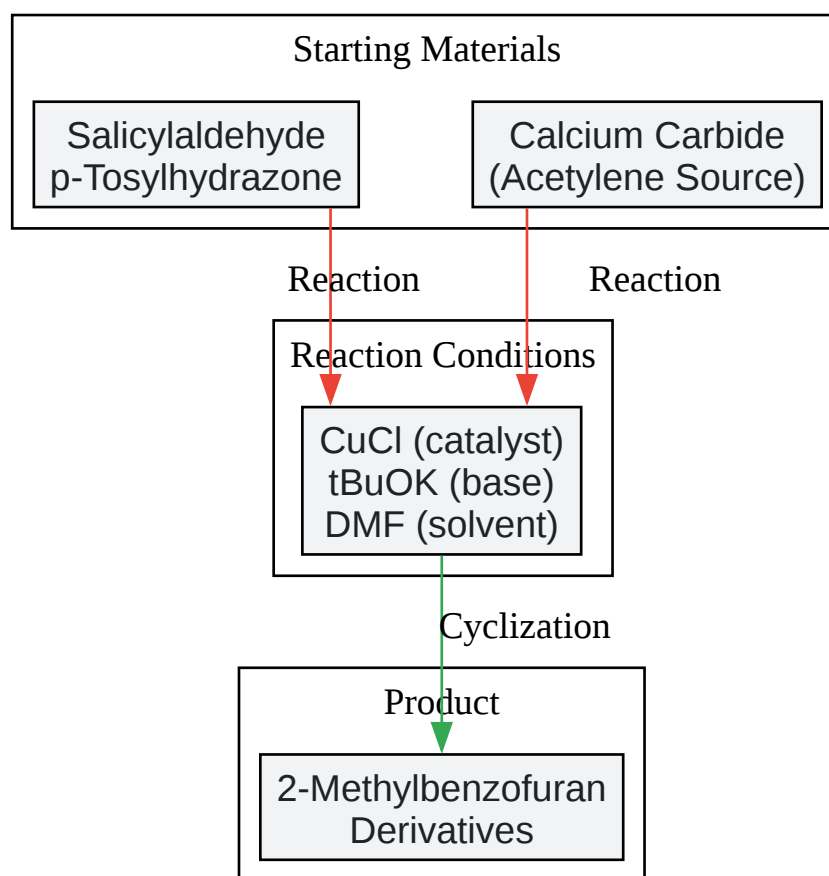 Starting Materials
Salicylaldehyde
p-Tosylhydrazone
Calcium Carbide
(Acetylene Source)
Reaction
Reaction
Reaction Conditions
CuCl (catalyst)
tBuOK (base)
DMF (solvent)
Cyclization
Product
2-Methylbenzofuran
Derivatives